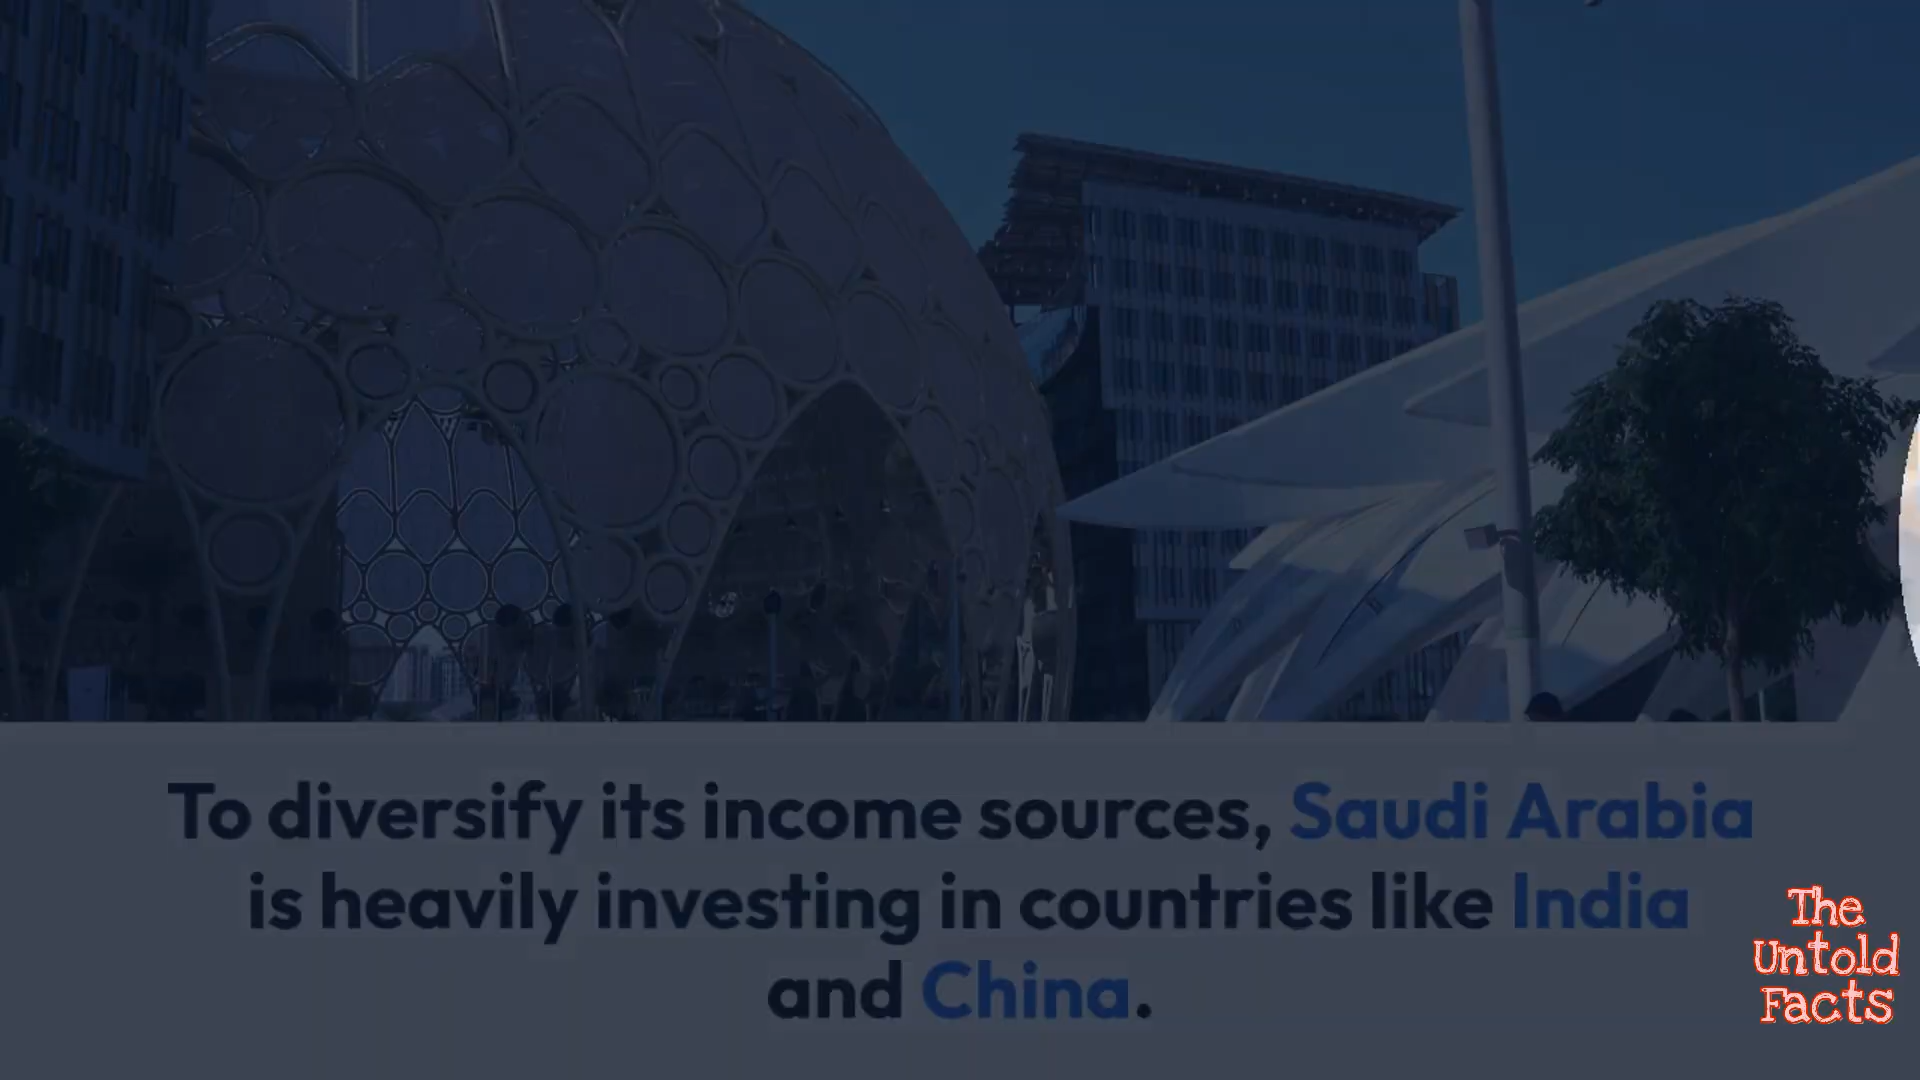 To diversify its income sources, Saudi Arabia
is heavily investing in countries like India
and China.
The
Untold
Facts